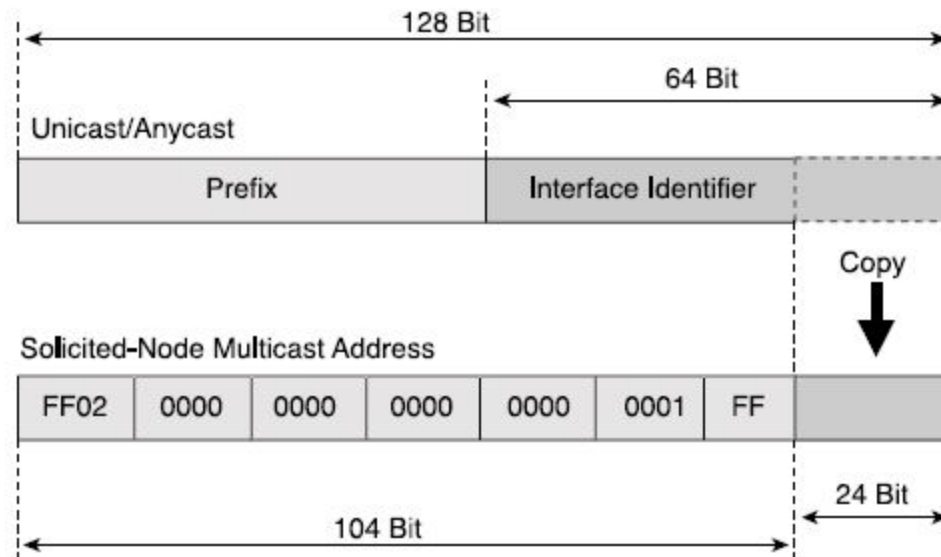 128 Bit
64 Bit
Unicast/Anycast
Prefix Interface Identifier
Copy
Solicited-Node Multicast Address
FF02 0000 0000 0000 0000 0001 FF
24 Bit
104 Bit